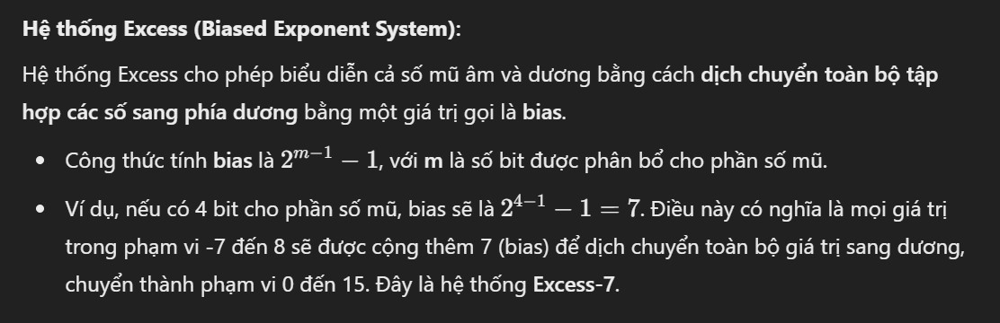 Hệ thống Excess (Biased Exponent System):
Hệ thống Excess cho phép biểu diễn cả số mũ âm và dương bằng cách dịch chuyển toàn bộ tập
hợp các số sang phía dương bằng một giá trị gọi là bias.
• Công thức tính bias là $2^{m-1} - 1$, với m là số bit được phân bổ cho phần số mũ.
• Ví dụ, nếu có 4 bit cho phần số mũ, bias sẽ là $2^{4-1} - 1 = 7$. Điều này có nghĩa là mọi giá trị
trong phạm vi -7 đến 8 sẽ được cộng thêm 7 (bias) để dịch chuyển toàn bộ giá trị sang dương,
chuyển thành phạm vi 0 đến 15. Đây là hệ thống Excess-7.